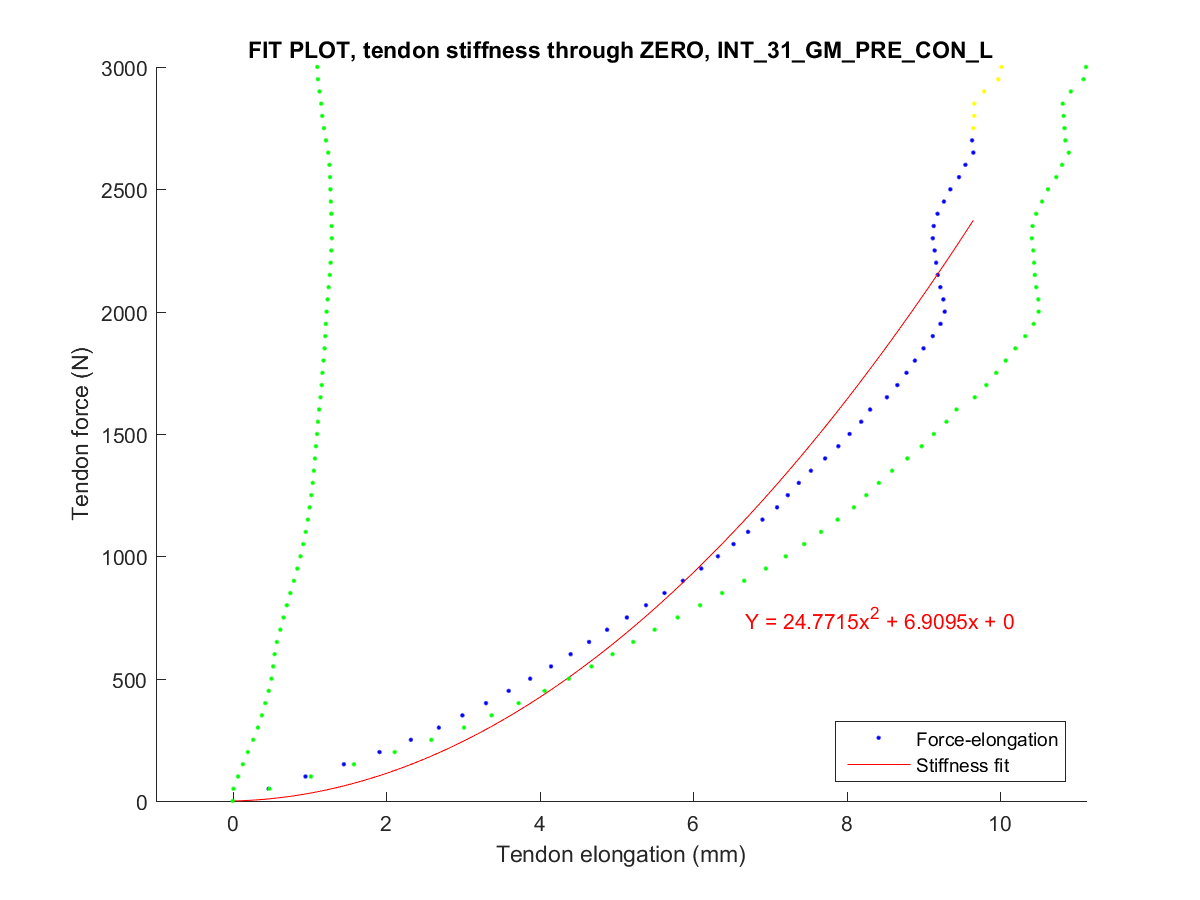 FIT PLOT, tendon stiffness through ZERO, INT_31_GM_PRE_CON_L
3000
2500
2000
1500
1000
500
0
Tendon force (N)
Y = 24.7715x² + 6.9095x + 0
Force-elongation
Stiffness fit
0 2 4 6 8 10
Tendon elongation (mm)